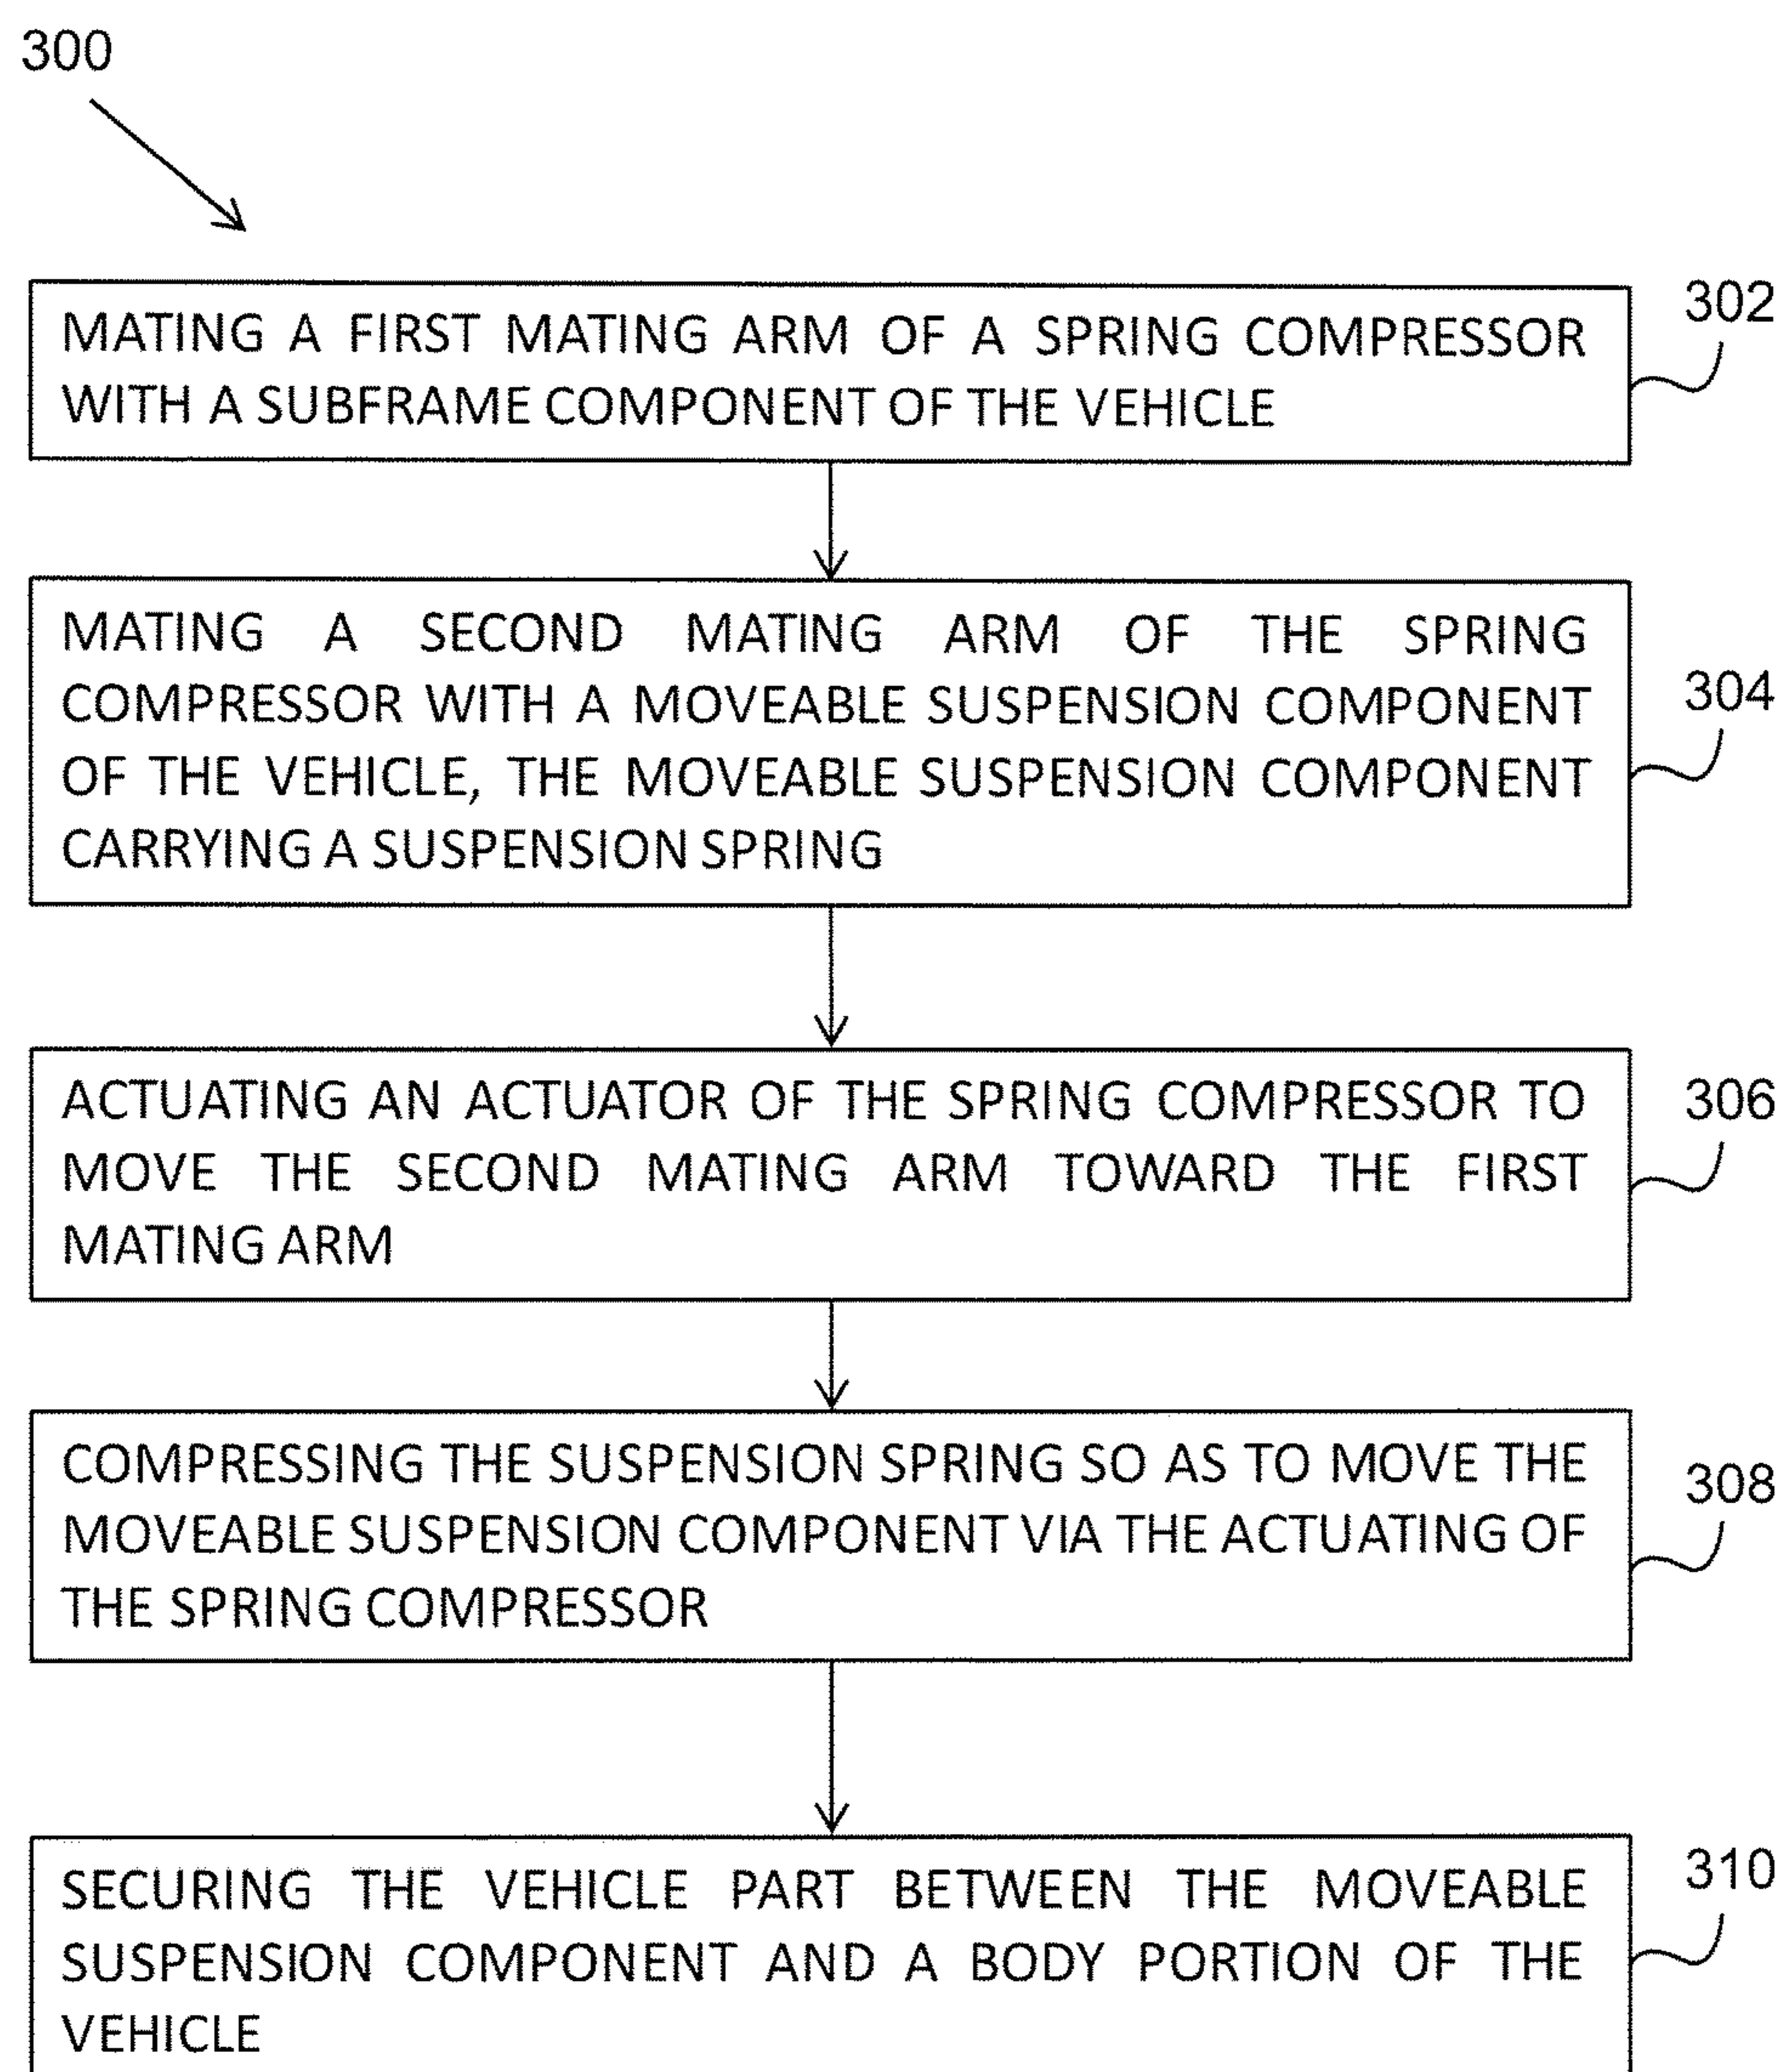 300
MATING A FIRST MATING ARM OF A SPRING COMPRESSOR
WITH A SUBFRAME COMPONENT OF THE VEHICLE
302
MATING A SECOND MATING ARM OF THE SPRING
COMPRESSOR WITH A MOVEABLE SUSPENSION COMPONENT
OF THE VEHICLE, THE MOVEABLE SUSPENSION COMPONENT
CARRYING A SUSPENSION SPRING
304
ACTUATING AN ACTUATOR OF THE SPRING COMPRESSOR TO
MOVE THE SECOND MATING ARM TOWARD THE FIRST
MATING ARM
306
COMPRESSING THE SUSPENSION SPRING SO AS TO MOVE THE
MOVEABLE SUSPENSION COMPONENT VIA THE ACTUATING OF
THE SPRING COMPRESSOR
308
SECURING THE VEHICLE PART BETWEEN THE MOVEABLE
SUSPENSION COMPONENT AND A BODY PORTION OF THE
VEHICLE
310